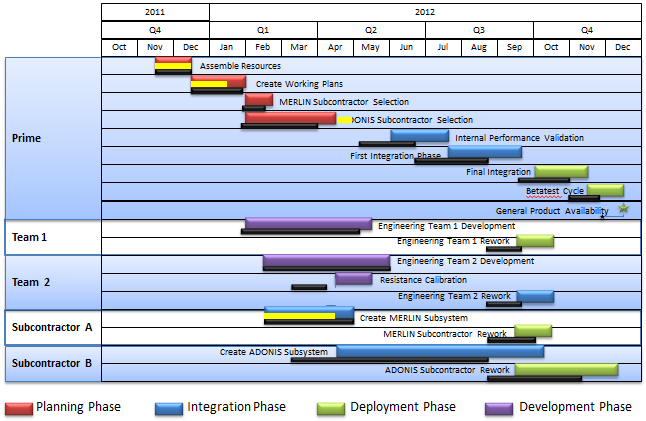 2011 2012
Q4 Q1 Q2 Q3 Q4
Oct Nov Dec Jan Feb Mar Apr May Jun Jul Aug Sep Oct Nov Dec
Prime
Assemble Resources
Create Working Plans
MERLIN Subcontractor Selection
ONIS Subcontractor Selection
Internal Performance Validation
First Integration Phase
Final Integration
Betatest Cycle
General Product Availability
Team 1
Engineering Team 1 Development
Engineering Team 1 Rework
Team 2
Engineering Team 2 Development
Resistance Calibration
Engineering Team 2 Rework
Subcontractor A
Create MERLIN Subsystem
MERLIN Subcontractor Rework
Subcontractor B
Create ADONIS Subsystem
ADONIS Subcontractor Rework
Planning Phase Integration Phase Deployment Phase Development Phase